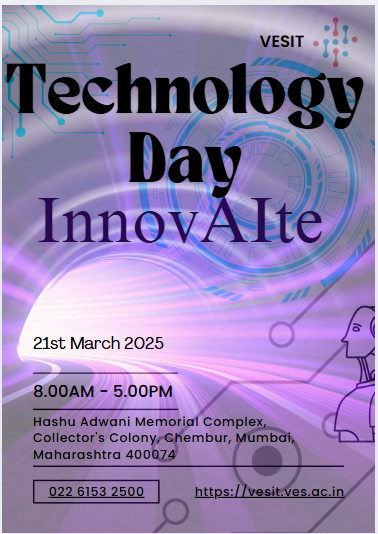 VESIT
Technology
Day
InnovAIte
21st March 2025
8.00AM - 5.00PM
Hashu Adwani Memorial Complex,
Collector's Colony, Chembur, Mumbai,
Maharashtra 400074
022 6153 2500
https://vesit.ves.ac.in